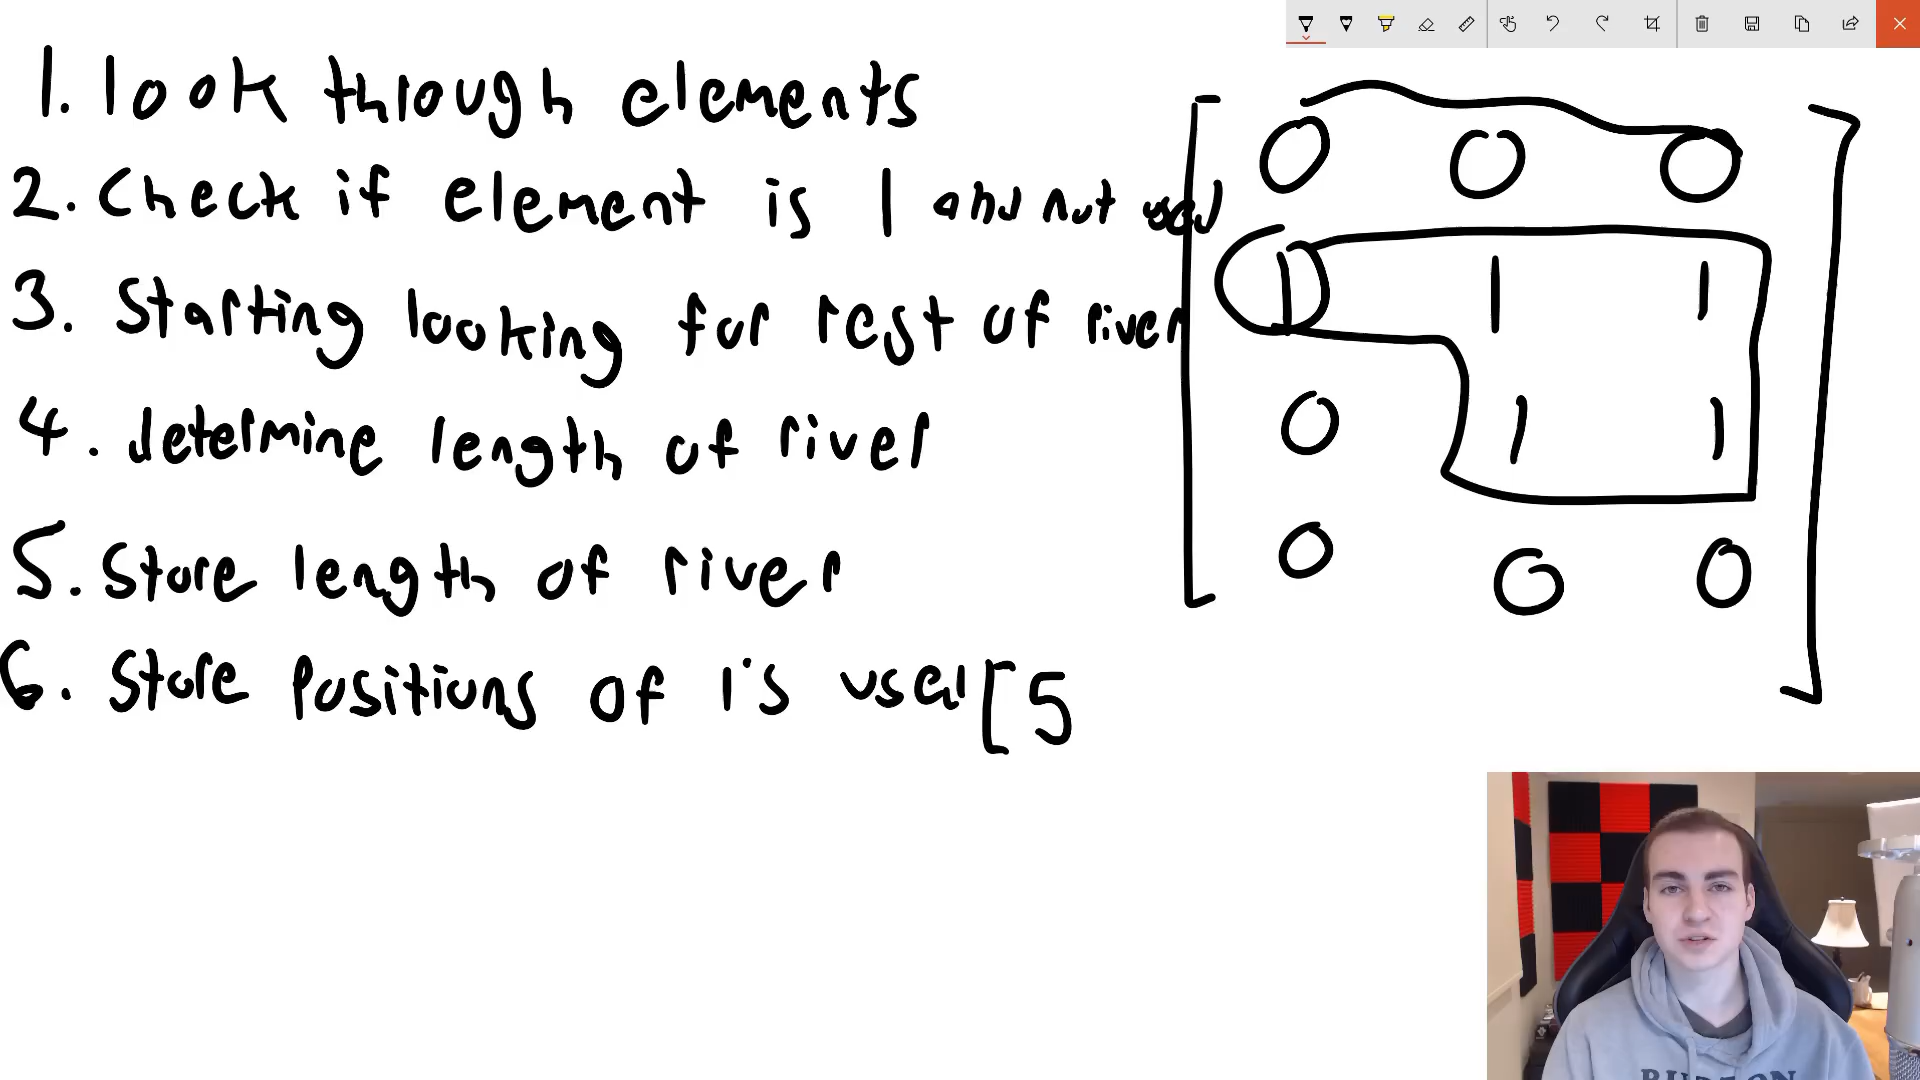 1. look through elements
2. Check if element is 1 and not used
3. Starting looking for rest of river
4. determine length of river
5. Store length of river
6. Store positions of 1's used [5
0 0 0
1 1 1
0 1 1
0 0 0